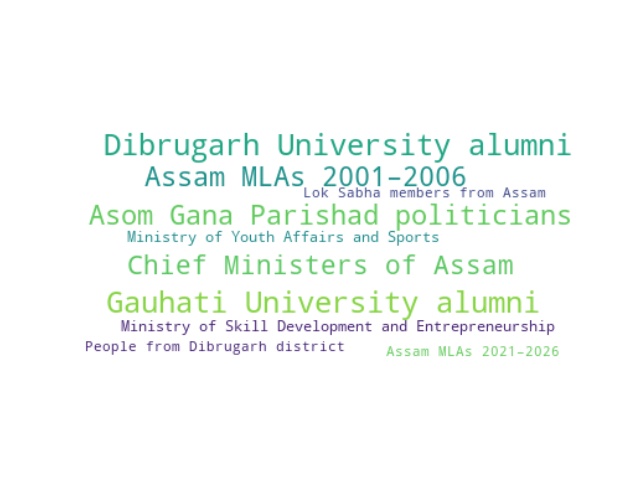 Dibrugarh University alumni
Assam MLAs 2001–2006
Lok Sabha members from Assam
Asom Gana Parishad politicians
Ministry of Youth Affairs and Sports
Chief Ministers of Assam
Gauhati University alumni
Ministry of Skill Development and Entrepreneurship
People from Dibrugarh district
Assam MLAs 2021–2026